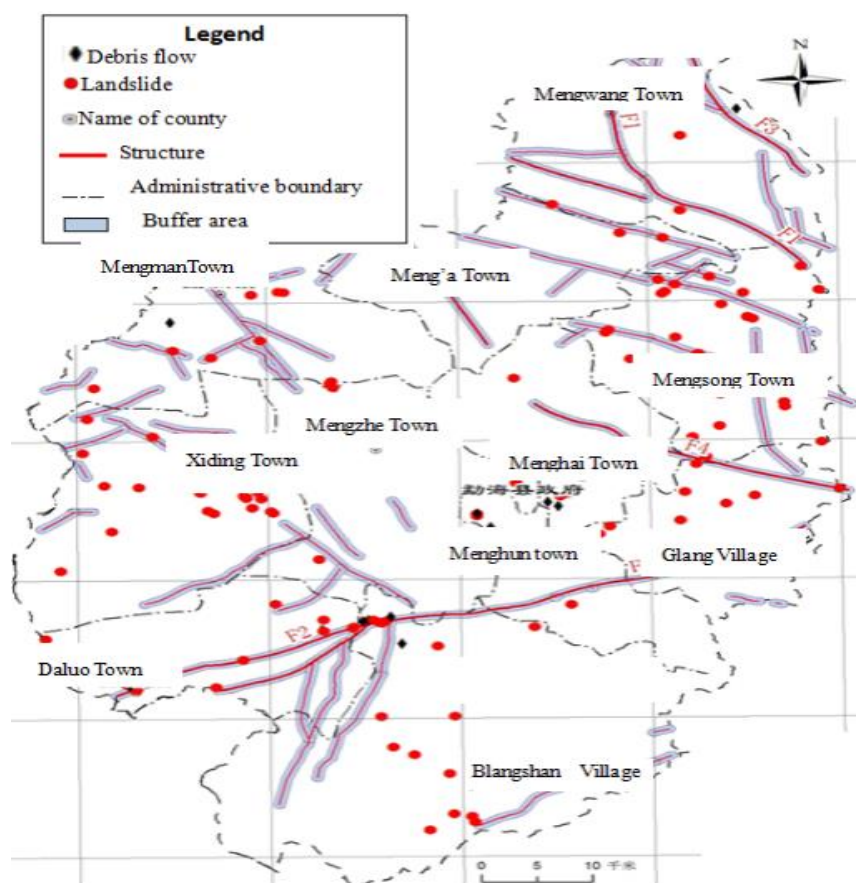 Legend
Debris flow
Landslide
Name of county
Structure
Administrative boundary
Buffer area
N
Mengwang Town
F1
F3
F1
MengmanTown
Meng'a Town
Mengsong Town
Mengzhe Town
F4
Xiding Town
Menghai Town
勐海县政府
Menghun town
Glang Village
F
F2
Daluo Town
Blangshan Village
0 5 10 千米